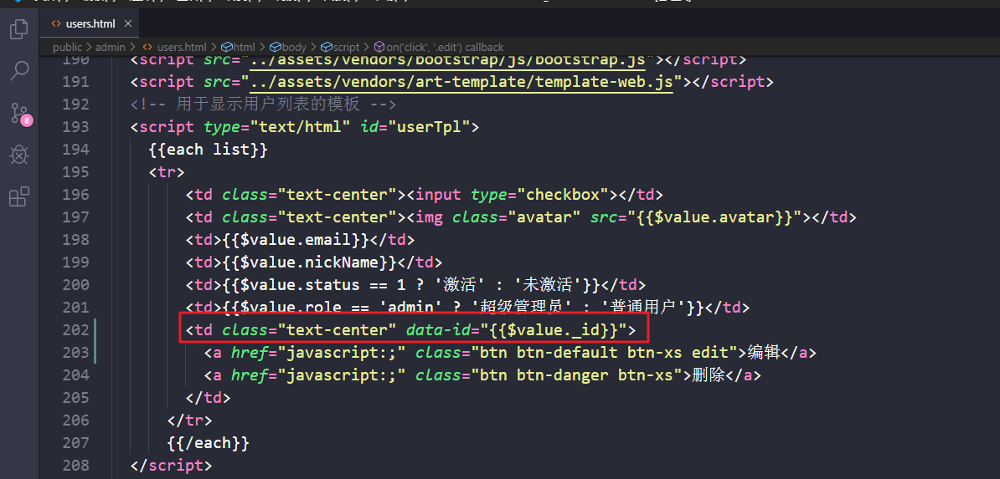 users.html ×
public > admin > <> users.html > html > body > script > on('click', '.edit') callback
190 <script src="../assets/vendors/bootstrap/js/bootstrap.js"></script>
191 <script src="../assets/vendors/art-template/template-web.js"></script>
192 <!-- 用于显示用户列表的模板 -->
193 <script type="text/html" id="userTpl">
194 {{each list}}
195 <tr>
196 <td class="text-center"><input type="checkbox"></td>
197 <td class="text-center"><img class="avatar" src="{{$value.avatar}}"></td>
198 <td>{{$value.email}}</td>
199 <td>{{$value.nickName}}</td>
200 <td>{{$value.status == 1 ? '激活' : '未激活'}}</td>
201 <td>{{$value.role == 'admin' ? '超级管理员' : '普通用户'}}</td>
202 <td class="text-center" data-id="{{$value._id}}">
203 <a href="javascript:;" class="btn btn-default btn-xs edit">编辑</a>
8
204 <a href="javascript:;" class="btn btn-danger btn-xs">删除</a>
205 </td>
206 </tr>
207 {{/each}}
208 </script>